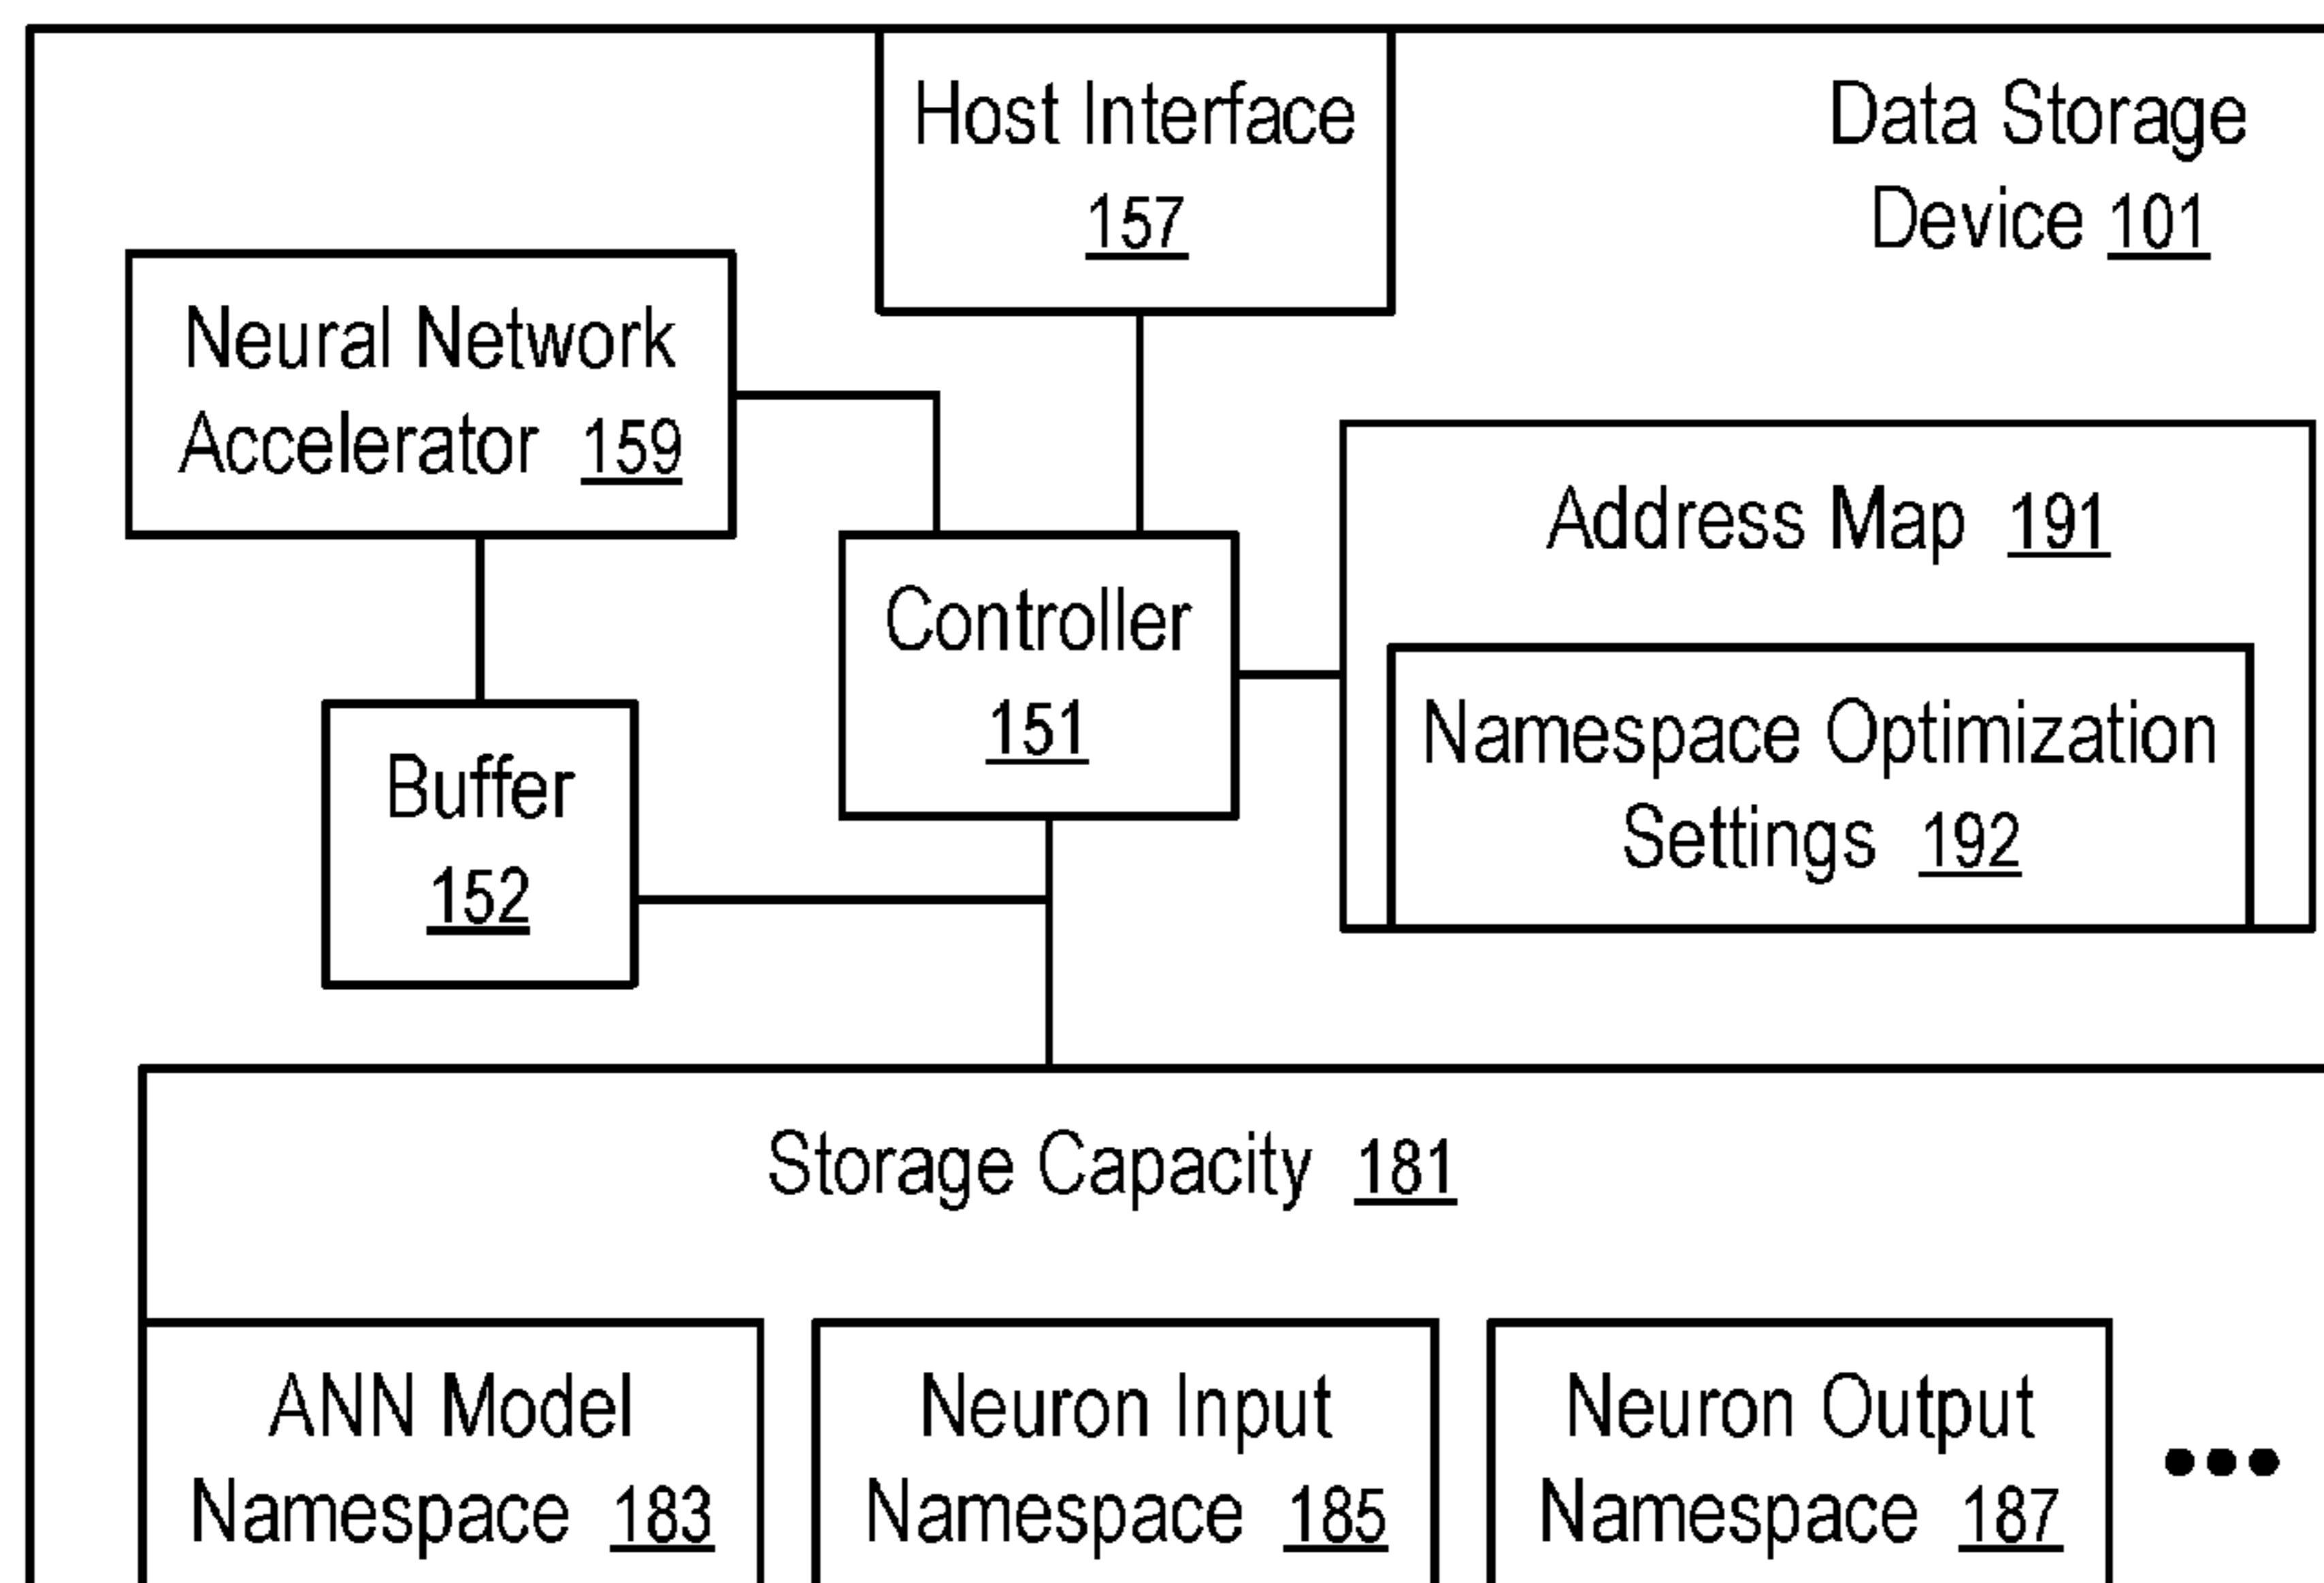 Host Interface
157
Data Storage
Device 101
Neural Network
Accelerator 159
Address Map 191
Controller
151
Namespace Optimization
Settings 192
Buffer
152
Storage Capacity 181
ANN Model
Namespace 183
Neuron Input
Namespace 185
Neuron Output
Namespace 187
•••